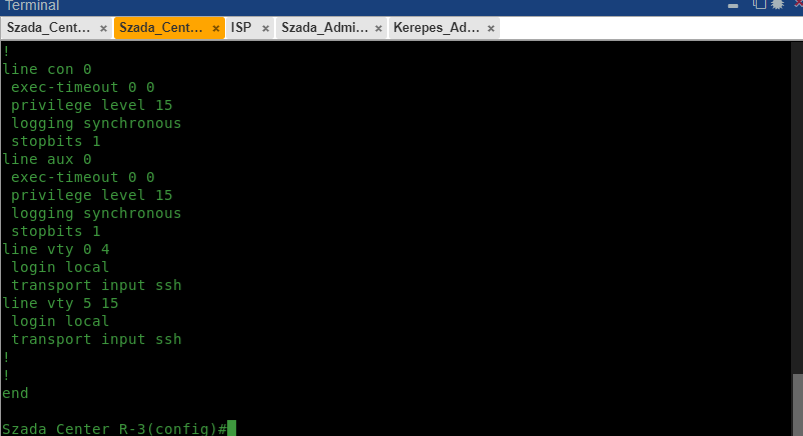 Terminal
Szada_Cent... × Szada_Cent... × ISP × Szada_Admi... × Kerepes_Ad... ×
!
line con 0
 exec-timeout 0 0
 privilege level 15
 logging synchronous
 stopbits 1
line aux 0
 exec-timeout 0 0
 privilege level 15
 logging synchronous
 stopbits 1
line vty 0 4
 login local
 transport input ssh
line vty 5 15
 login local
 transport input ssh
!
!
end
Szada_Center_R-3(config)#